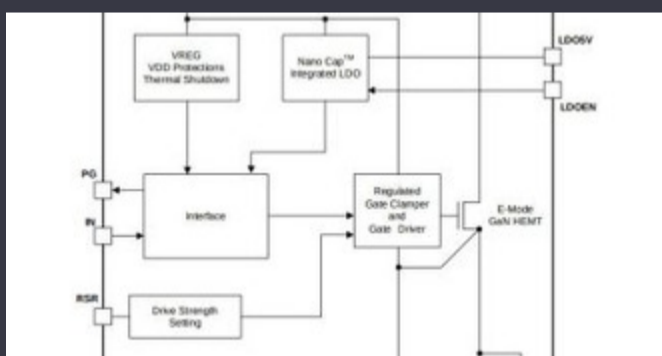 VREG
VDD Protections
Thermal Shutdown
Nano Cap™
Integrated LDO
LDO5V
LDOEN
PG
Interface
Regulated
Gate Clamper
and
Gate Driver
E-Mode
GaN HEMT
IN
RSR
Drive Strength
Setting